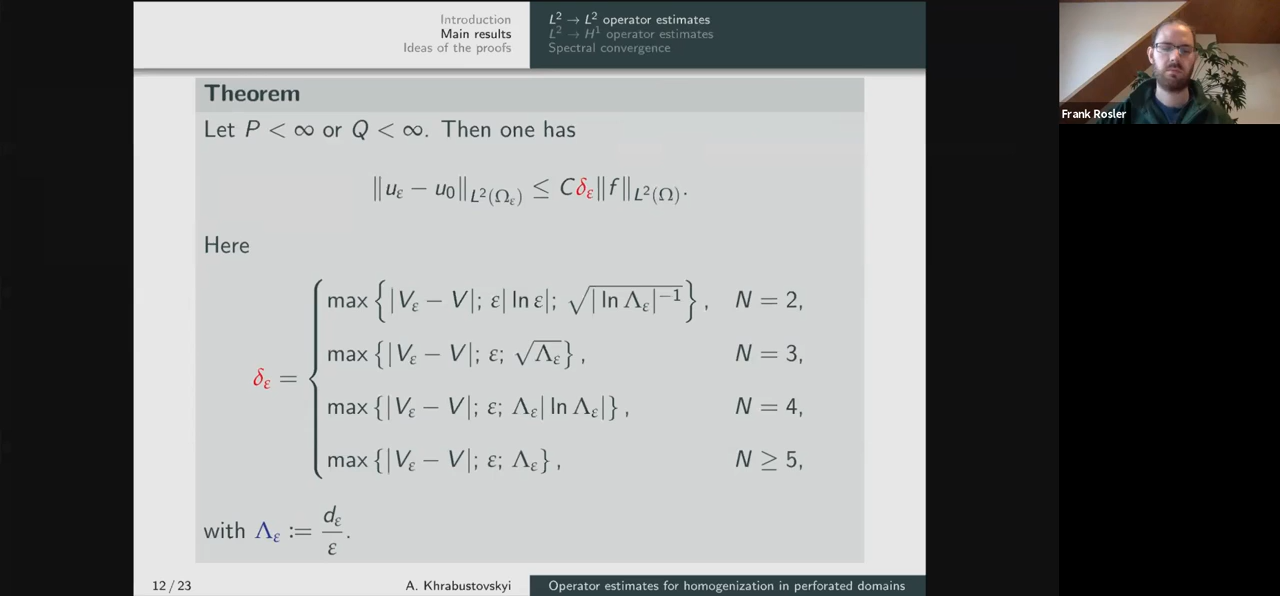 Introduction
Main results
Ideas of the proofs
L² → L² operator estimates
L² → H¹ operator estimates
Spectral convergence
Frank Rosler
Theorem
Let P < ∞ or Q < ∞. Then one has
‖u_ε − u_0‖_{L²(Ω_ε)} ≤ Cδ_ε‖f‖_{L²(Ω)}.
Here
δ_ε = {
max {|V_ε − V|; ε| ln ε|; √(| ln Λ_ε|⁻¹)}, N = 2,
max {|V_ε − V|; ε; √Λ_ε}, N = 3,
max {|V_ε − V|; ε; Λ_ε| ln Λ_ε|}, N = 4,
max {|V_ε − V|; ε; Λ_ε}, N ≥ 5,
with Λ_ε := d_ε/ε.
12 / 23 A. Khrabustovskyi Operator estimates for homogenization in perforated domains